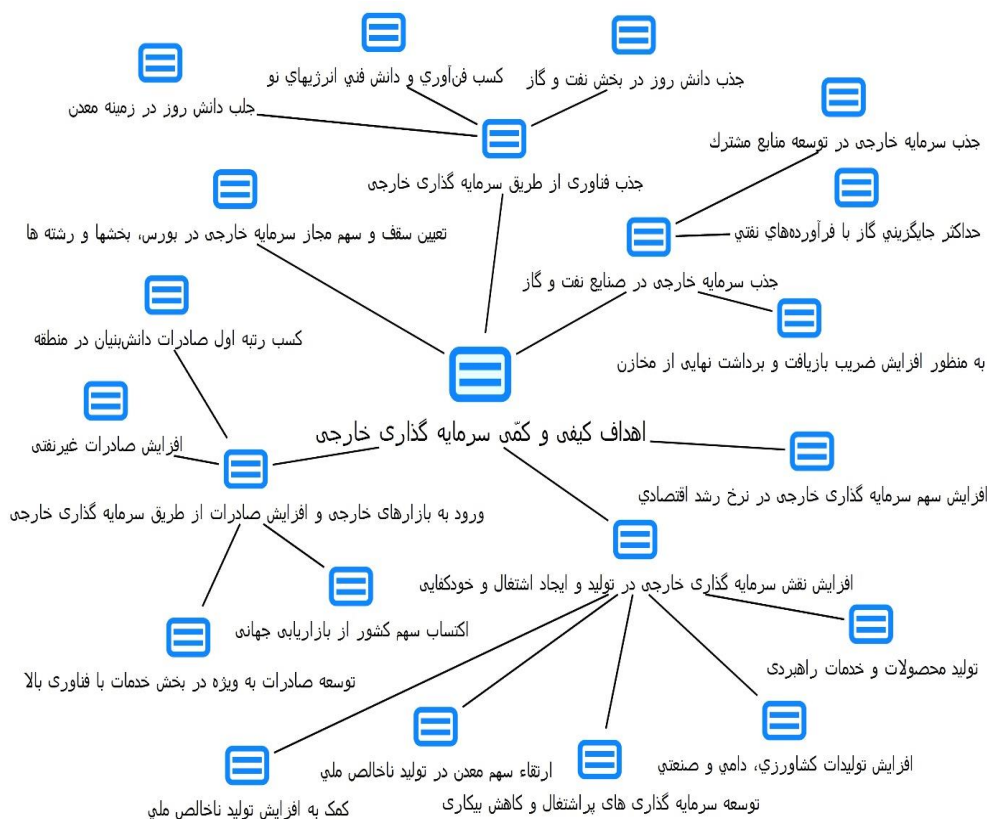 جذب دانش روز در بخش نفت و گاز
کسب فن‌آوري و دانش فني انرژيهاي نو
جلب دانش روز در زمینه معدن
جذب سرمایه خارجی در توسعه منابع مشترك
جذب فناوری از طریق سرمایه گذاری خارجی
حداکثر جایگزیني گاز با فرآورده‌هاي نفتي
تعیین سقف و سهم مجاز سرمایه خارجی در بورس، بخشها و رشته ها
جذب سرمایه خارجی در صنایع نفت و گاز
کسب رتبه اول صادرات دانش‌بنیان در منطقه
به منظور افزایش ضریب بازیافت و برداشت نهایی از مخازن
اهداف کیفی و کمّی سرمایه گذاری خارجی
افزایش صادرات غیرنفتی
افزایش سهم سرمایه گذاری خارجی در نرخ رشد اقتصادي
ورود به بازارهای خارجی و افزایش صادرات از طریق سرمایه گذاری خارجی
افزایش نقش سرمایه گذاری خارجی در تولید و ایجاد اشتغال و خودکفایی
اکتساب سهم کشور از بازاریابی جهانی
تولید محصولات و خدمات راهبردی
توسعه صادرات به ویژه در بخش خدمات با فناوری بالا
افزایش تولیدات کشاورزي، دامي و صنعتي
ارتقاء سهم معدن در تولید ناخالص ملي
توسعه سرمایه گذاری های پراشتغال و کاهش بیکاری
کمک به افزایش تولید ناخالص ملي